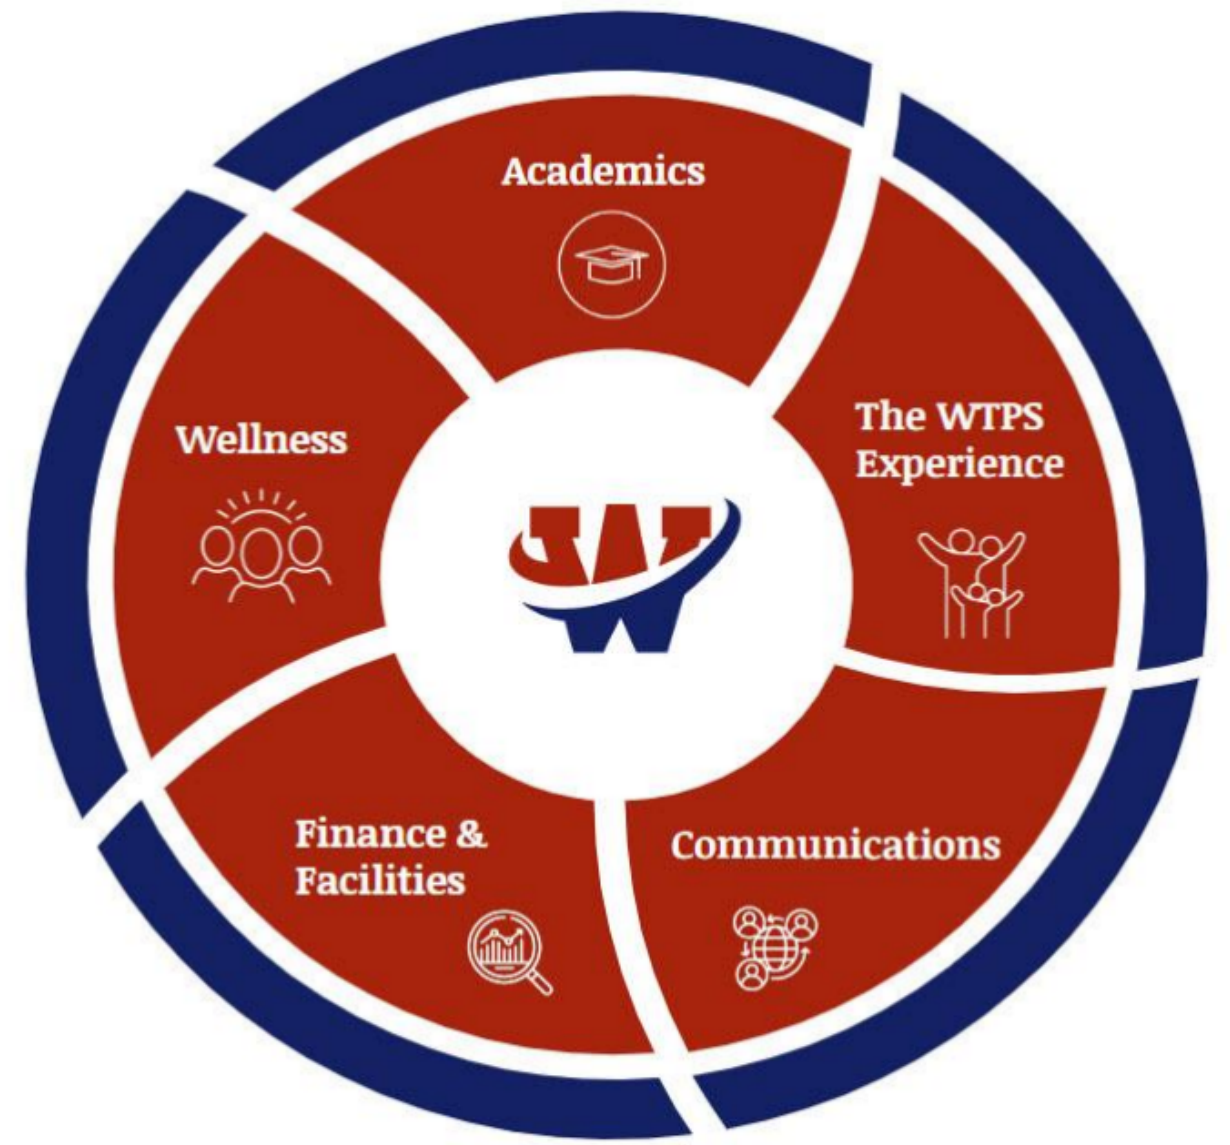 Academics
The WTPS
Experience
Wellness
W
Finance &
Facilities
Communications